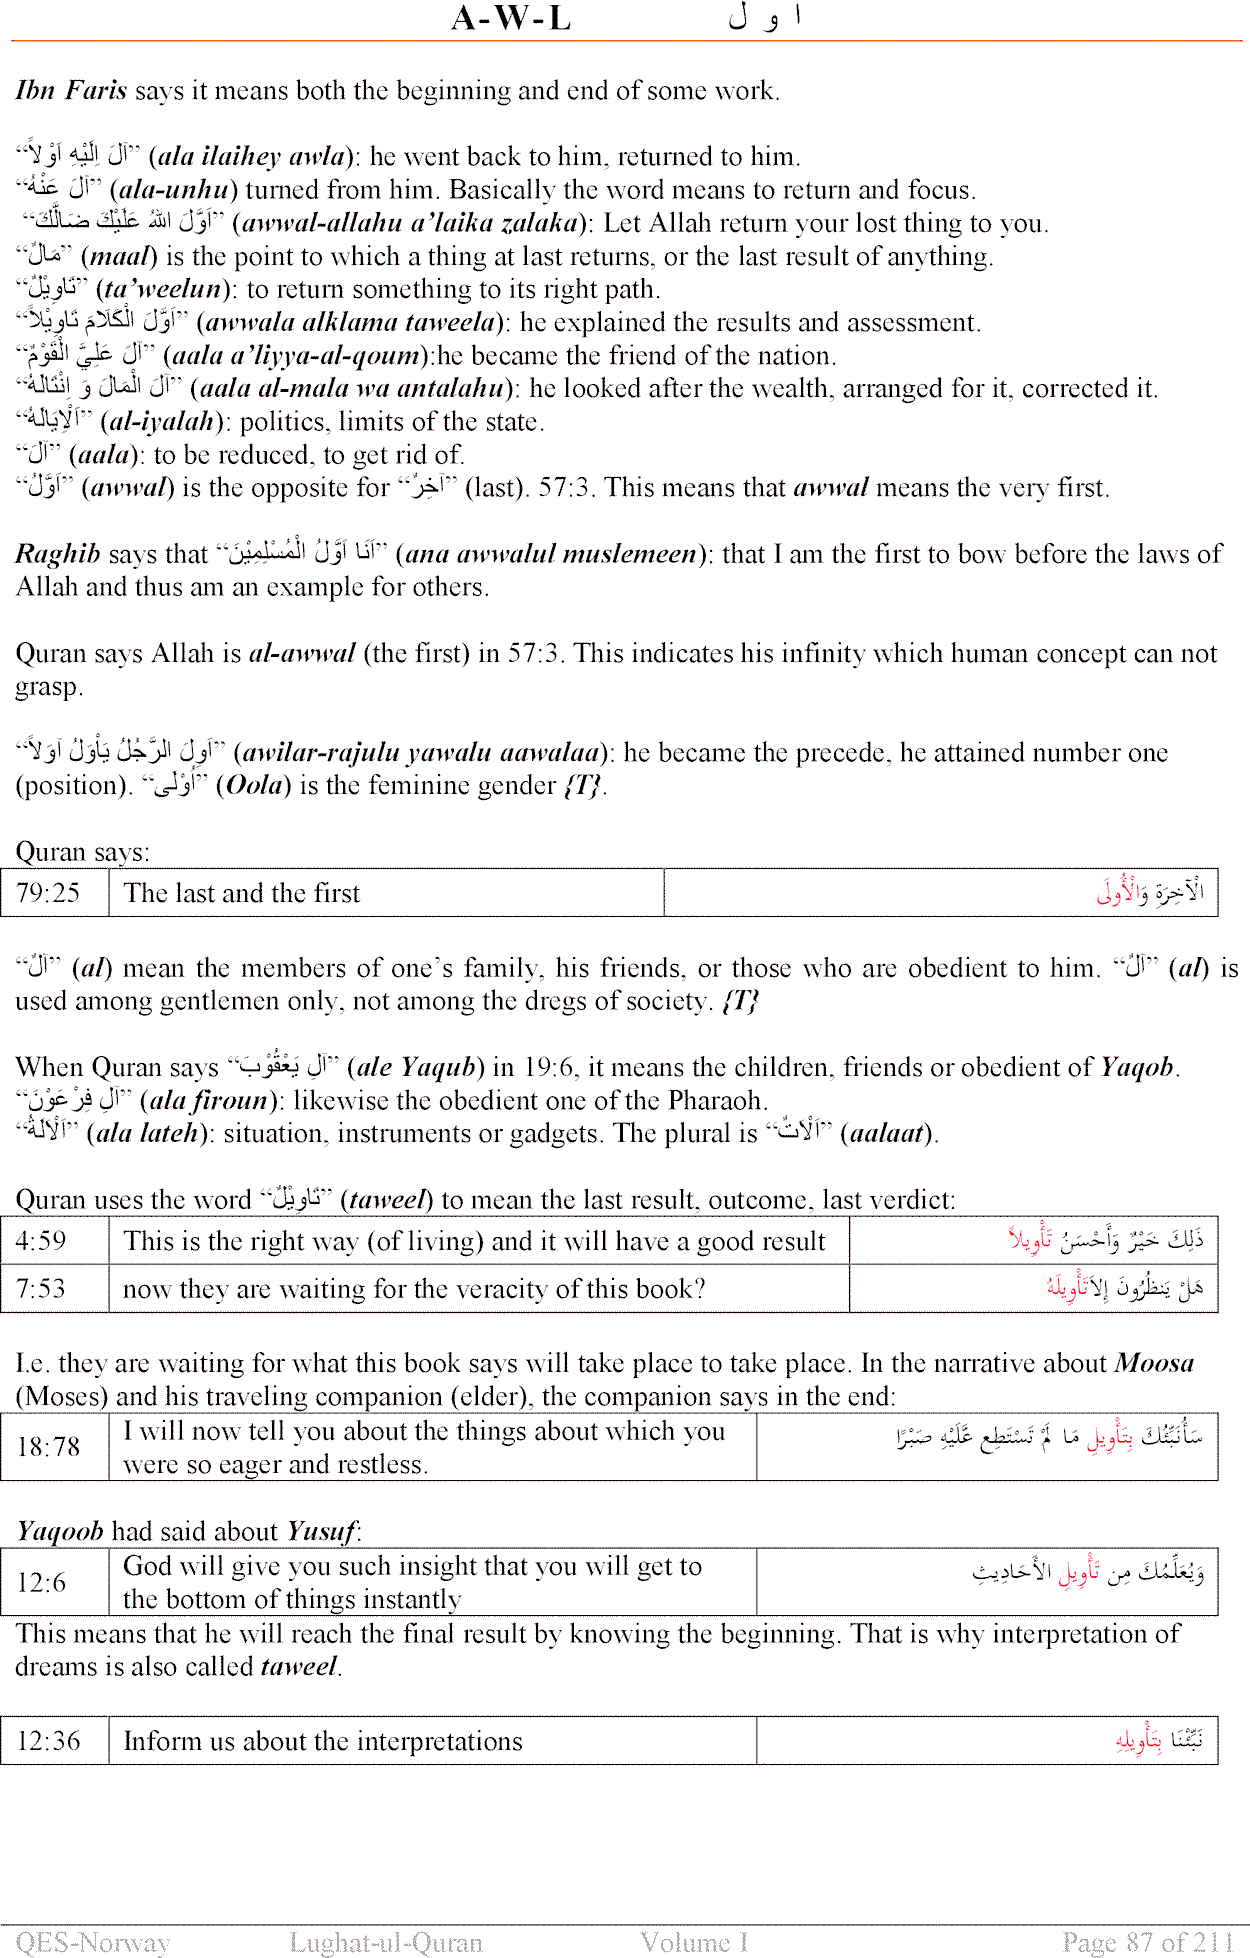 A-W-L ا و ل
Ibn Faris says it means both the beginning and end of some work.
“آلَ اِلَيْهِ اَوْلاً” (ala ilaihey awla): he went back to him, returned to him.
“آلَ عَنْهُ” (ala-unhu) turned from him. Basically the word means to return and focus.
“اَوَّلَ اللهُ عَلَيْكَ ضَالَّكَ” (awwal-allahu a’laika zalaka): Let Allah return your lost thing to you.
“مَالٌ” (maal) is the point to which a thing at last returns, or the last result of anything.
“تَاوِيْلٌ” (ta’weelun): to return something to its right path.
“اَوَّلَ الْكَلَامَ تَاوِيْلاً” (awwala alklama taweela): he explained the results and assessment.
“آلَ عَلِيَّ الْقَوْمُ” (aala a’liyya-al-qoum):he became the friend of the nation.
“آلَ الْمَالَ وَ اِئْتَالَهُ” (aala al-mala wa antalahu): he looked after the wealth, arranged for it, corrected it.
“اَلْاِيَالَهُ” (al-iyalah): politics, limits of the state.
“آلَ” (aala): to be reduced, to get rid of.
“اَوَّلُ” (awwal) is the opposite for “آخِرٌ” (last). 57:3. This means that awwal means the very first.
Raghib says that “اَنَا اَوَّلُ الْمُسْلِمِيْنَ” (ana awwalul muslemeen): that I am the first to bow before the laws of
Allah and thus am an example for others.
Quran says Allah is al-awwal (the first) in 57:3. This indicates his infinity which human concept can not
grasp.
“اَوِلَ الرَّجُلُ يَأْوَلُ آوَلاً” (awilar-rajulu yawalu aawalaa): he became the precede, he attained number one
(position). “اُوْلٰى” (Oola) is the feminine gender {T}.
Quran says:
79:25 The last and the first الْآخِرَةِ وَالْأُولَى
“آلٌ” (al) mean the members of one’s family, his friends, or those who are obedient to him. “آلٌ” (al) is
used among gentlemen only, not among the dregs of society. {T}
When Quran says “آلِ يَعْقُوْبَ” (ale Yaqub) in 19:6, it means the children, friends or obedient of Yaqob.
“آلِ فِرْعَوْنَ” (ala firoun): likewise the obedient one of the Pharaoh.
“اَلْآلَةُ” (ala lateh): situation, instruments or gadgets. The plural is “آلَاتٌ” (aalaat).
Quran uses the word “تَاوِيْلٌ” (taweel) to mean the last result, outcome, last verdict:
4:59 This is the right way (of living) and it will have a good result ذَلِكَ خَيْرٌ وَأَحْسَنُ تَأْوِيلاً
7:53 now they are waiting for the veracity of this book? هَلْ يَنظُرُونَ إِلاَ تَأْوِيلَهُ
I.e. they are waiting for what this book says will take place to take place. In the narrative about Moosa
(Moses) and his traveling companion (elder), the companion says in the end:
18:78 I will now tell you about the things about which you سَأُنَبِّئُكَ بِتَأْوِيلِ مَا لَمْ تَسْتَطِع عَّلَيْهِ صَبْرًا
were so eager and restless.
Yaqoob had said about Yusuf:
12:6 God will give you such insight that you will get to وَيُعَلِّمُكَ مِن تَأْوِيلِ الأَحَادِيثِ
the bottom of things instantly
This means that he will reach the final result by knowing the beginning. That is why interpretation of
dreams is also called taweel.
12:36 Inform us about the interpretations نَبِّئْنَا بِتَأْوِيلِهِ
QES-Norway Lughat-ul-Quran Volume I Page 87 of 211